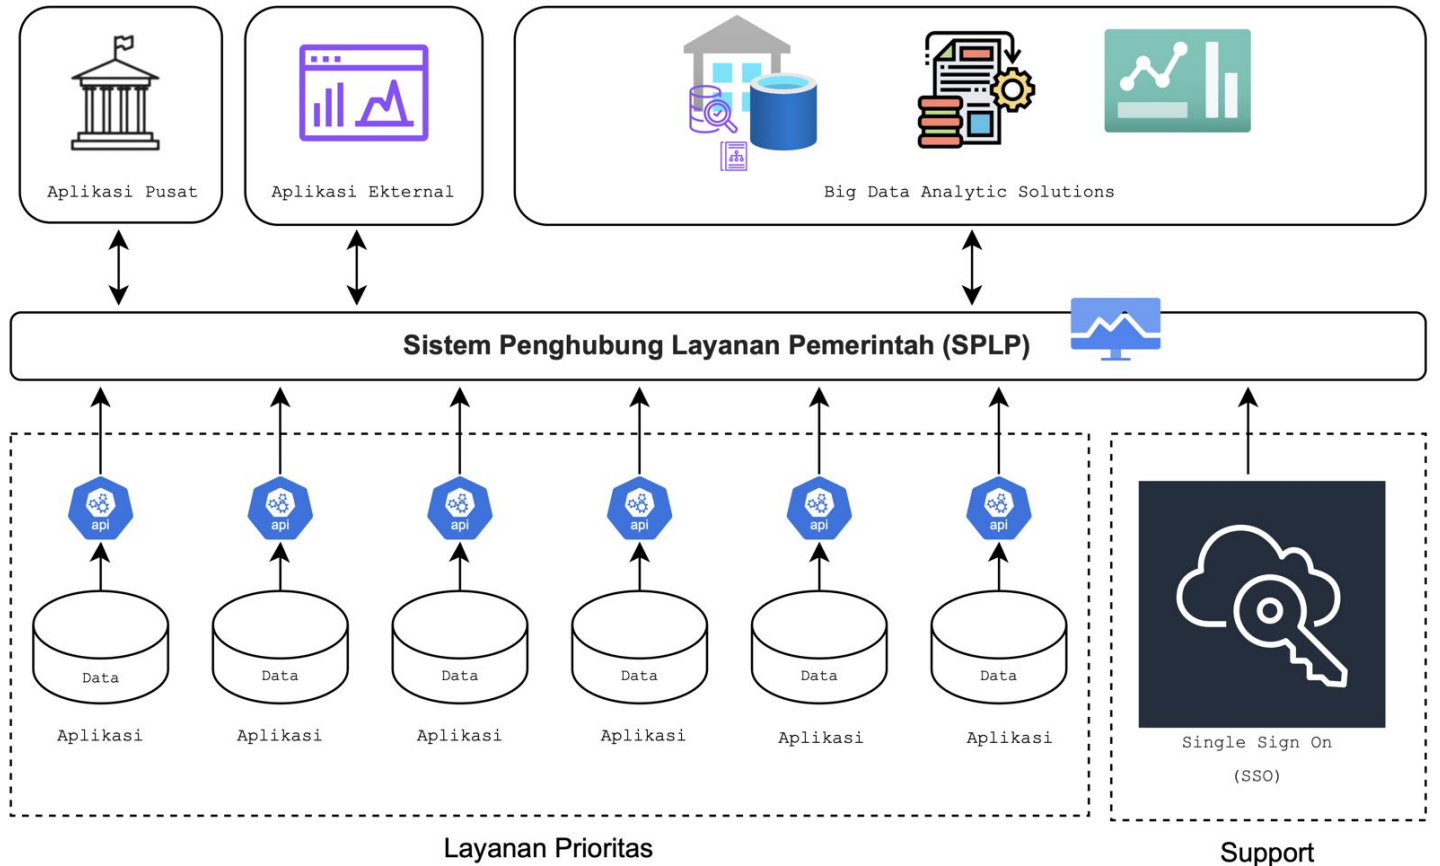 Aplikasi Pusat
Aplikasi Ekternal
Big Data Analytic Solutions
Sistem Penghubung Layanan Pemerintah (SPLP)
api
api
api
api
api
api
Data
Data
Data
Data
Data
Data
Aplikasi
Aplikasi
Aplikasi
Aplikasi
Aplikasi
Aplikasi
Single Sign On
(SSO)
Layanan Prioritas
Support